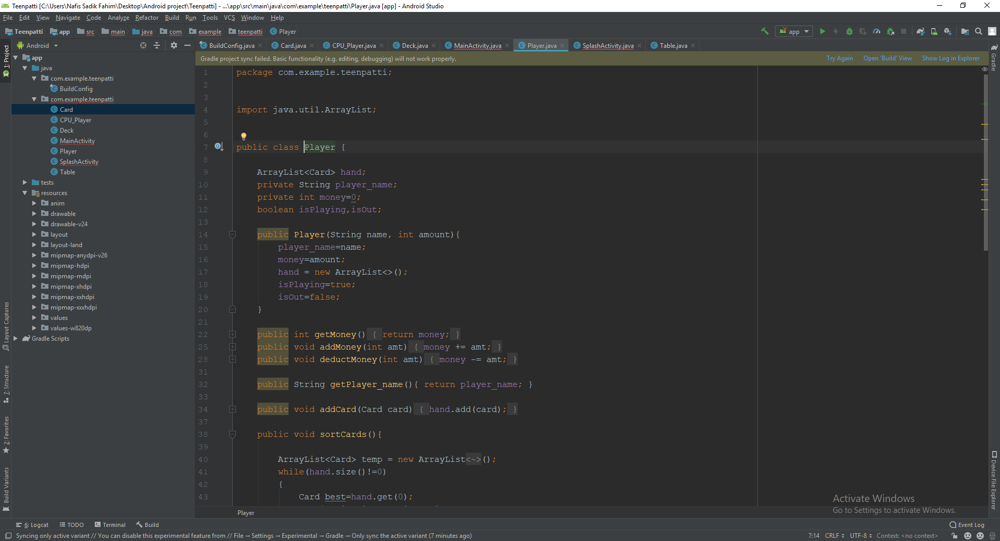 Teenpatti [C:\Users\Nafis Sadik Fahim\Desktop\Android project\Teenpatti] - ...\app\src\main\java\com\example\teenpatti\Player.java [app] - Android Studio
File Edit View Navigate Code Analyze Refactor Build Run Tools VCS Window Help
Teenpatti app src main java com example teenpatti Player
app
Android
BuildConfig.java Card.java CPU_Player.java Deck.java MainActivity.java Player.java SplashActivity.java Table.java
Gradle project sync failed. Basic functionality (e.g. editing, debugging) will not work properly.
Try Again Open 'Build' View Show Log in Explorer
1: Project
Layout Captures
7: Structure
2: Favorites
Build Variants
app
java
com.example.teenpatti
BuildConfig
com.example.teenpatti
Card
CPU_Player
Deck
MainActivity
Player
SplashActivity
Table
tests
resources
anim
drawable
drawable-v24
layout
layout-land
mipmap-anydpi-v26
mipmap-hdpi
mipmap-mdpi
mipmap-xhdpi
mipmap-xxhdpi
mipmap-xxxhdpi
values
values-w820dp
Gradle Scripts
1 package com.example.teenpatti;
2
3
4 import java.util.ArrayList;
5
6
7 public class Player {
8
9 ArrayList<Card> hand;
10 private String player_name;
11 private int money=0;
12 boolean isPlaying,isOut;
13
14 public Player(String name, int amount){
15 player_name=name;
16 money=amount;
17 hand = new ArrayList<>();
18 isPlaying=true;
19 isOut=false;
20 }
21
22 public int getMoney() { return money; }
25 public void addMoney(int amt) { money += amt; }
28 public void deductMoney(int amt) { money -= amt; }
31
32 public String getPlayer_name(){ return player_name; }
33
34 public void addCard(Card card) { hand.add(card); }
37
38 public void sortCards(){
39
40 ArrayList<Card> temp = new ArrayList<~>();
41 while(hand.size()!=0)
42 {
43 Card best=hand.get(0);
Player
Gradle
Device File Explorer
Activate Windows
Go to Settings to activate Windows.
6: Logcat TODO Terminal Build
Event Log
Syncing only active variant // You can disable this experimental feature from // File → Settings → Experimental → Gradle → Only sync the active variant (7 minutes ago)
7:14 CRLF UTF-8 Context: <no context>